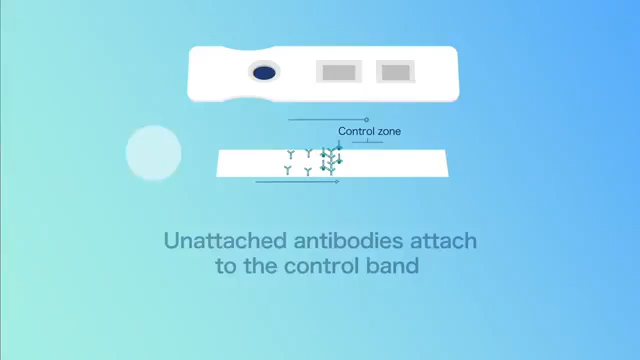 Control zone
Unattached antibodies attach
to the control band